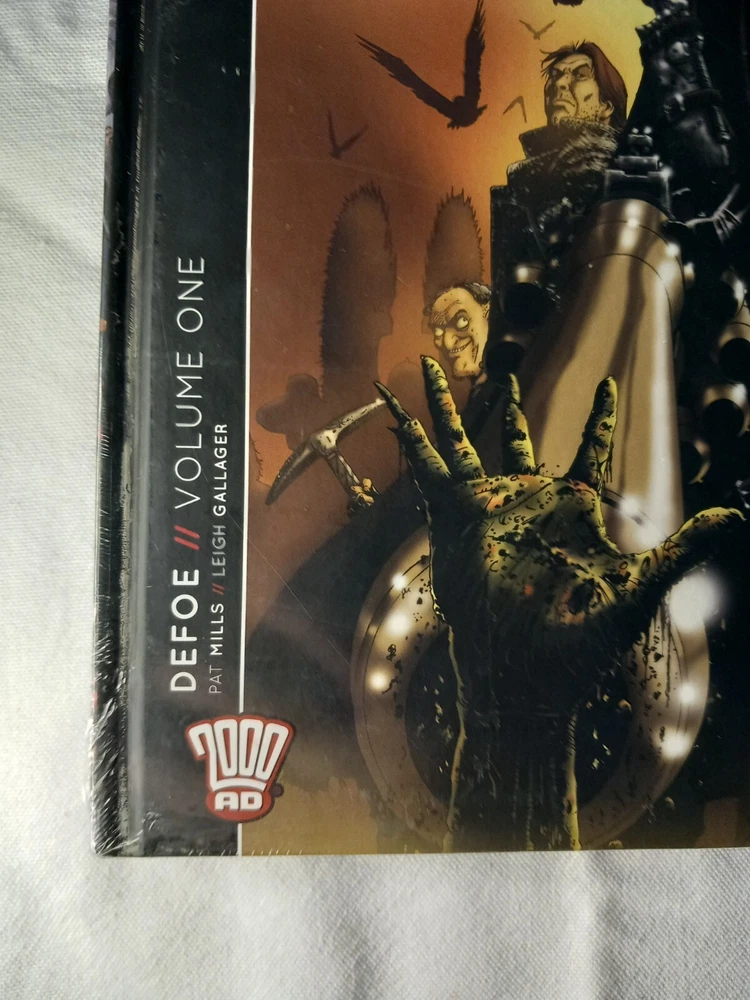 DEFOE // VOLUME ONE
PAT MILLS // LEIGH GALLAGER
2000
AD